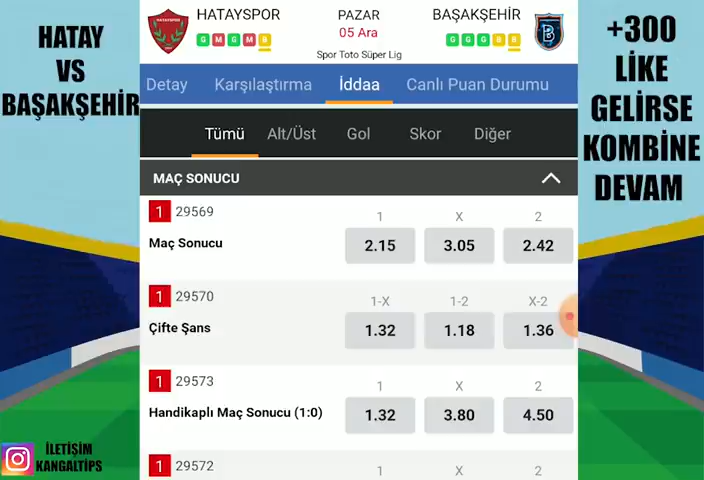 HATAY
VS
BAŞAKŞEHİR
HATAYSPOR
HATAYSPOR
G M G M B
PAZAR
05 Ara
Spor Toto Süper Lig
BAŞAKŞEHİR
G G G B B
+300
LİKE
GELİRSE
KOMBİNE
DEVAM
Detay Karşılaştırma İddaa Canlı Puan Durumu
Tümü Alt/Üst Gol Skor Diğer
MAÇ SONUCU
1 29569
1 X 2
Maç Sonucu 2.15 3.05 2.42
1 29570
1-X 1-2 X-2
Çifte Şans 1.32 1.18 1.36
1 29573
1 X 2
Handikaplı Maç Sonucu (1:0) 1.32 3.80 4.50
1 29572
1 X 2
İLETİŞİM
KANGALTİPS